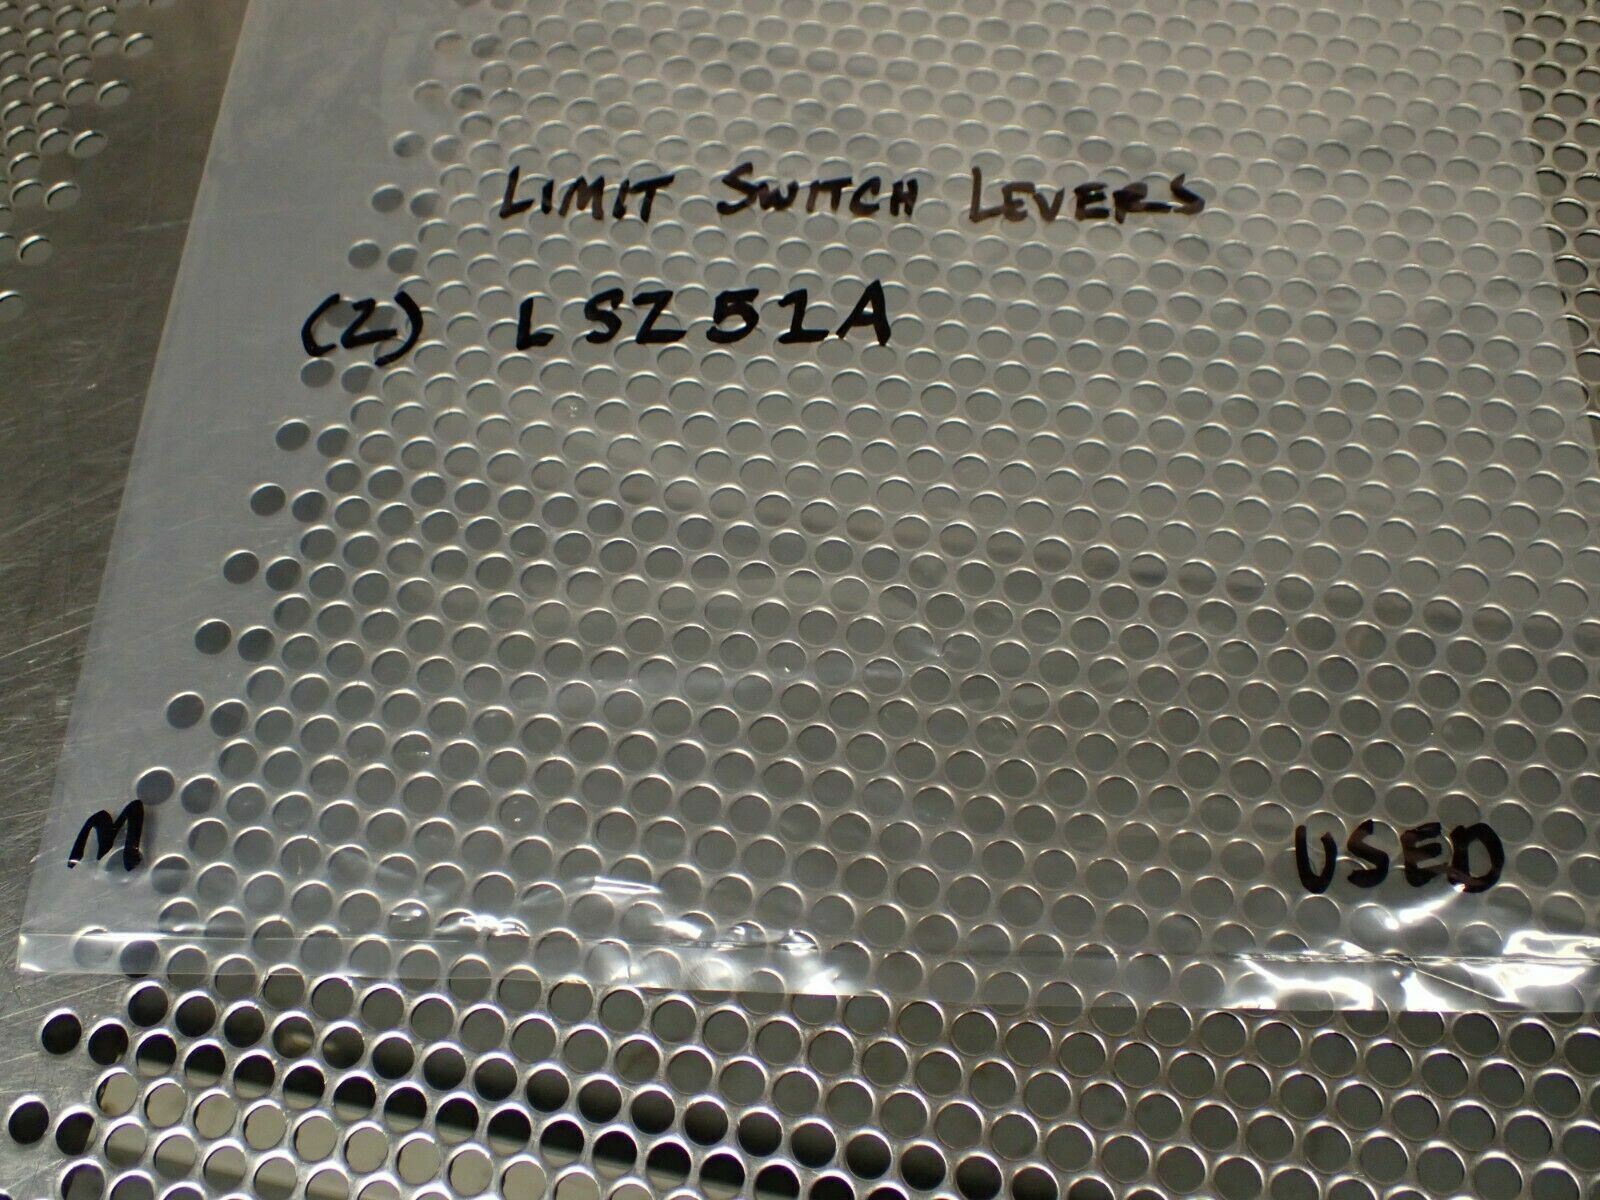 LIMIT SWITCH LEVERS
(2) LSZ51A
M
USED